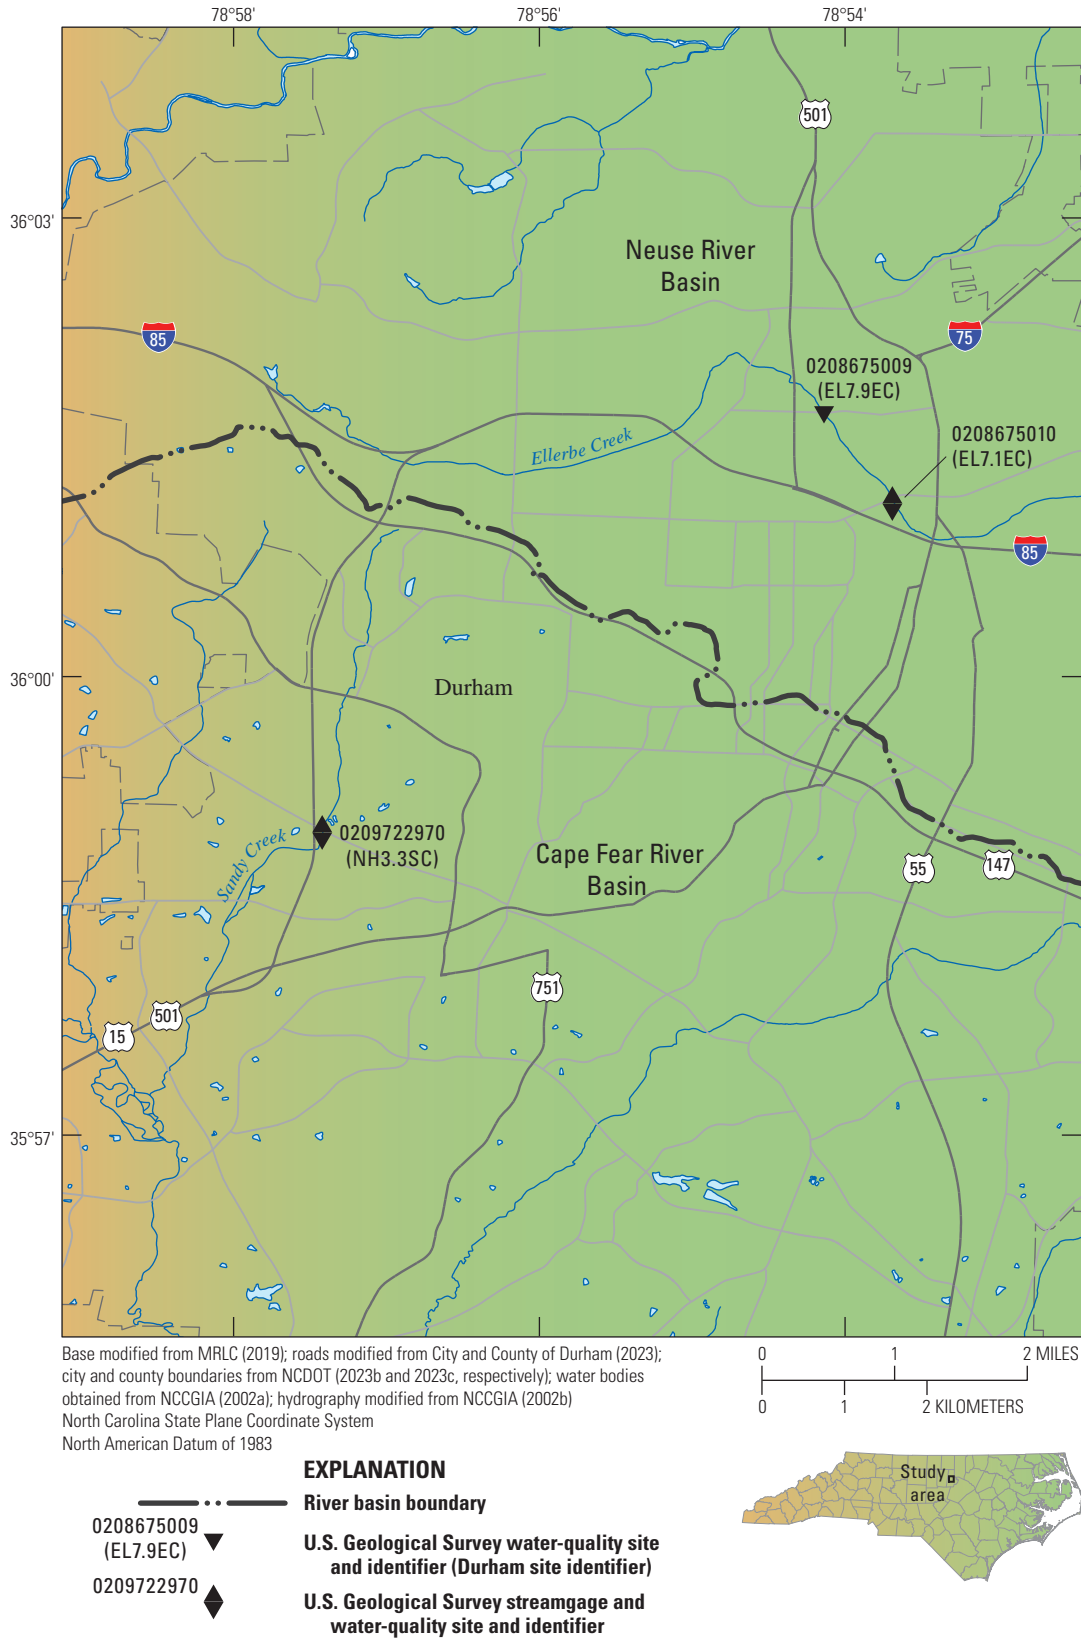 78°58'
78°56'
78°54'
501
36°03'
Neuse River
Basin
85
75
0208675009
(EL7.9EC)
0208675010
(EL7.1EC)
Ellerbe Creek
85
36°00'
Durham
0209722970
(NH3.3SC)
Sandy Creek
Cape Fear River
Basin
55
147
751
501
15
35°57'
Base modified from MRLC (2019); roads modified from City and County of Durham (2023);
city and county boundaries from NCDOT (2023b and 2023c, respectively); water bodies
obtained from NCCGIA (2002a); hydrography modified from NCCGIA (2002b)
North Carolina State Plane Coordinate System
North American Datum of 1983
0 1 2 MILES
0 1 2 KILOMETERS
EXPLANATION
River basin boundary
0208675009
(EL7.9EC)
U.S. Geological Survey water-quality site
and identifier (Durham site identifier)
0209722970
U.S. Geological Survey streamgage and
water-quality site and identifier
Study
area